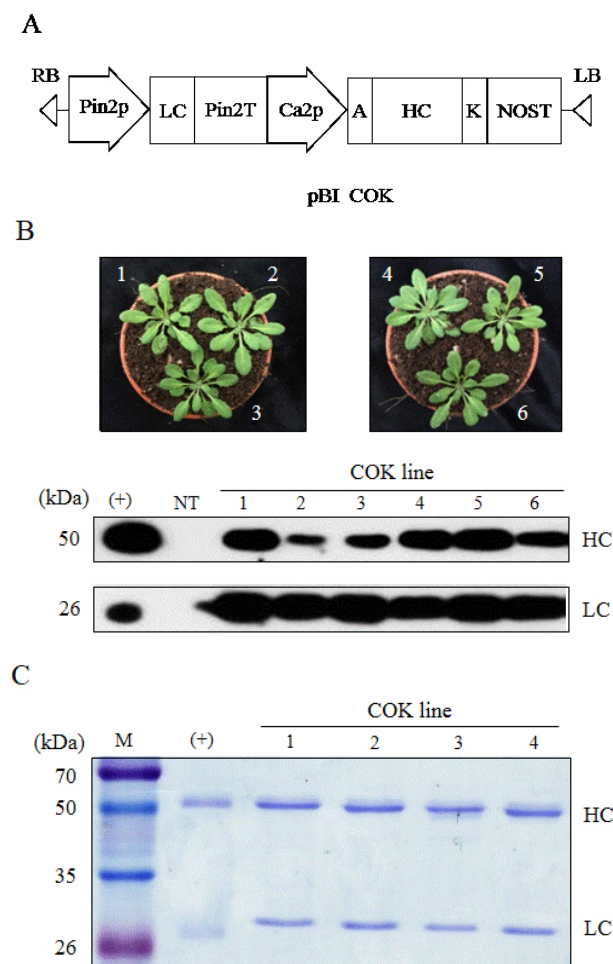 A
RB LB
Pin2p LC Pin2T Ca2p A HC K NOST
pBI COK
B
1 2 4 5
3 6
COK line
(kDa) (+) NT 1 2 3 4 5 6
50 HC
26 LC
C
COK line
(kDa) M (+) 1 2 3 4
70
50 HC
35
26 LC